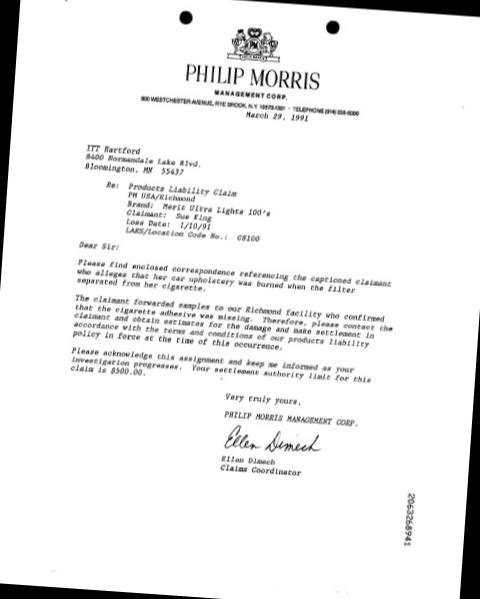 PM
PHILIP MORRIS
MANAGEMENT CORP.
800 WESTCHESTER AVENUE, RYE BROOK, N.Y. 10573-1301 • TELEPHONE (914) 335-5000
March 29, 1991
ITT Hartford
8400 Normandale Lake Blvd.
Bloomington, MN 55437
Re: Products Liability Claim
PM USA/Richmond
Brand: Merit Ultra Lights 100's
Claimant: Sue King
Loss Date: 1/10/91
LARS/Location Code No.: G8100
Dear Sir:
Please find enclosed correspondence referencing the captioned claimant
who alleges that her car upholstery was burned when the filter
separated from her cigarette.
The claimant forwarded samples to our Richmond facility who confirmed
that the cigarette adhesive was missing. Therefore, please contact the
claimant and obtain estimates for the damage and make settlement in
accordance with the terms and conditions of our products liability
policy in force at the time of this occurrence.
Please acknowledge this assignment and keep me informed as your
investigation progresses. Your settlement authority limit for this
claim is $500.00.
Very truly yours,
PHILIP MORRIS MANAGEMENT CORP.
Ellen Dimech
Ellen Dimech
Claims Coordinator
2063268941